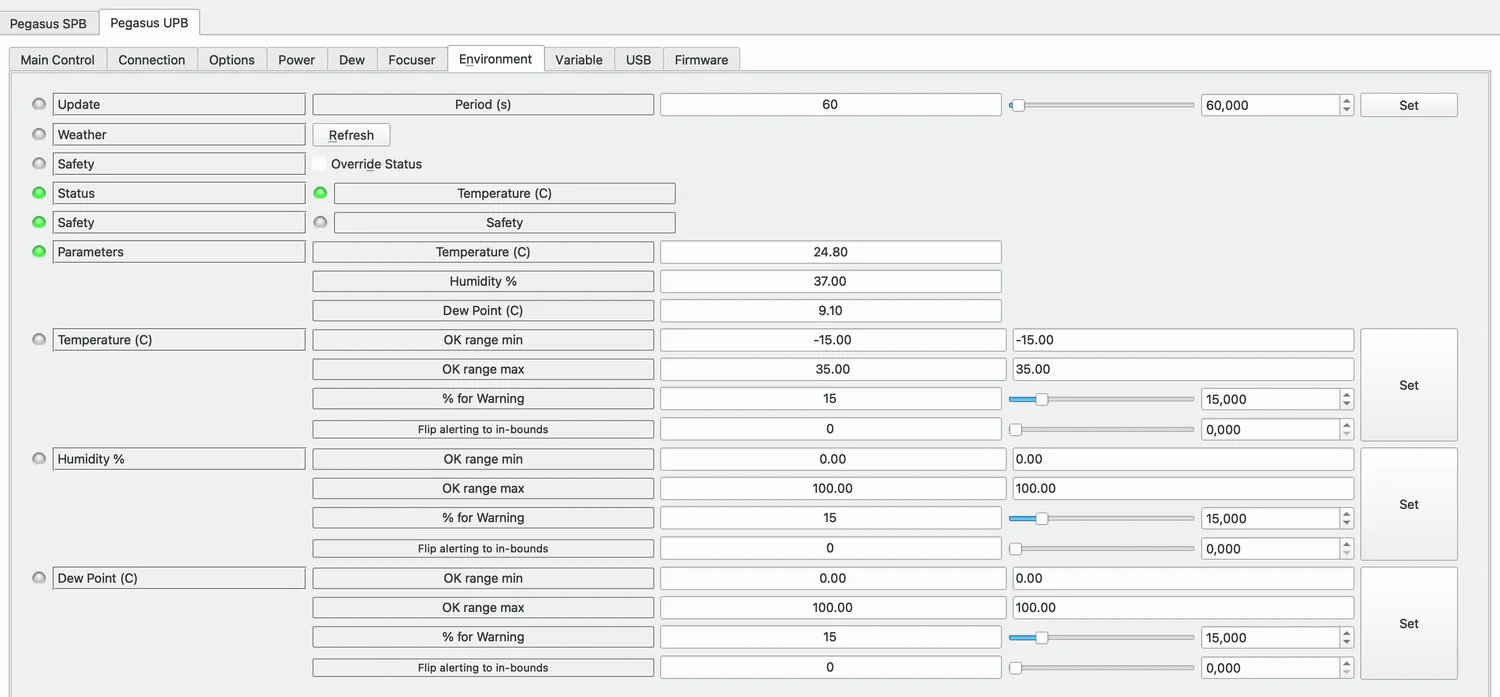 Pegasus SPB Pegasus UPB
Main Control Connection Options Power Dew Focuser Environment Variable USB Firmware
Update Period (s) 60 60,000 Set
Weather Refresh
Safety Override Status
Status Temperature (C)
Safety Safety
Parameters Temperature (C) 24.80
Humidity % 37.00
Dew Point (C) 9.10
Temperature (C) OK range min -15.00 -15.00
OK range max 35.00 35.00
Set
% for Warning 15 15,000
Flip alerting to in-bounds 0 0,000
Humidity % OK range min 0.00 0.00
OK range max 100.00 100.00
Set
% for Warning 15 15,000
Flip alerting to in-bounds 0 0,000
Dew Point (C) OK range min 0.00 0.00
OK range max 100.00 100.00
Set
% for Warning 15 15,000
Flip alerting to in-bounds 0 0,000